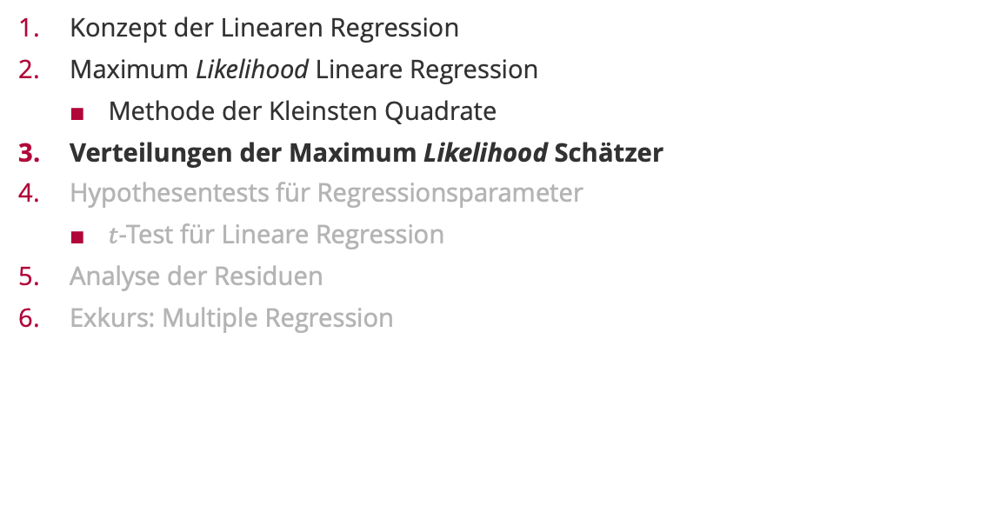 1. Konzept der Linearen Regression
2. Maximum Likelihood Lineare Regression
■ Methode der Kleinsten Quadrate
3. Verteilungen der Maximum Likelihood Schätzer
4. Hypothesentests für Regressionsparameter
■ t-Test für Lineare Regression
5. Analyse der Residuen
6. Exkurs: Multiple Regression